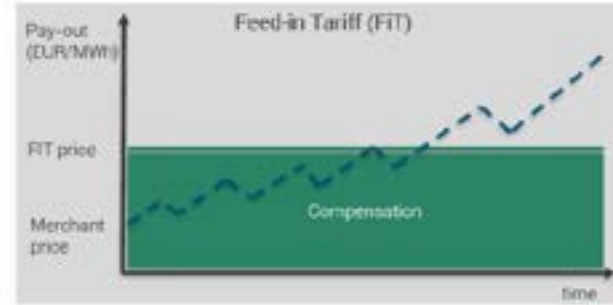 Feed-in Tariff (FiT)
Pay-out
(EUR/MWh)
FIT price
Compensation
Merchant
price
time